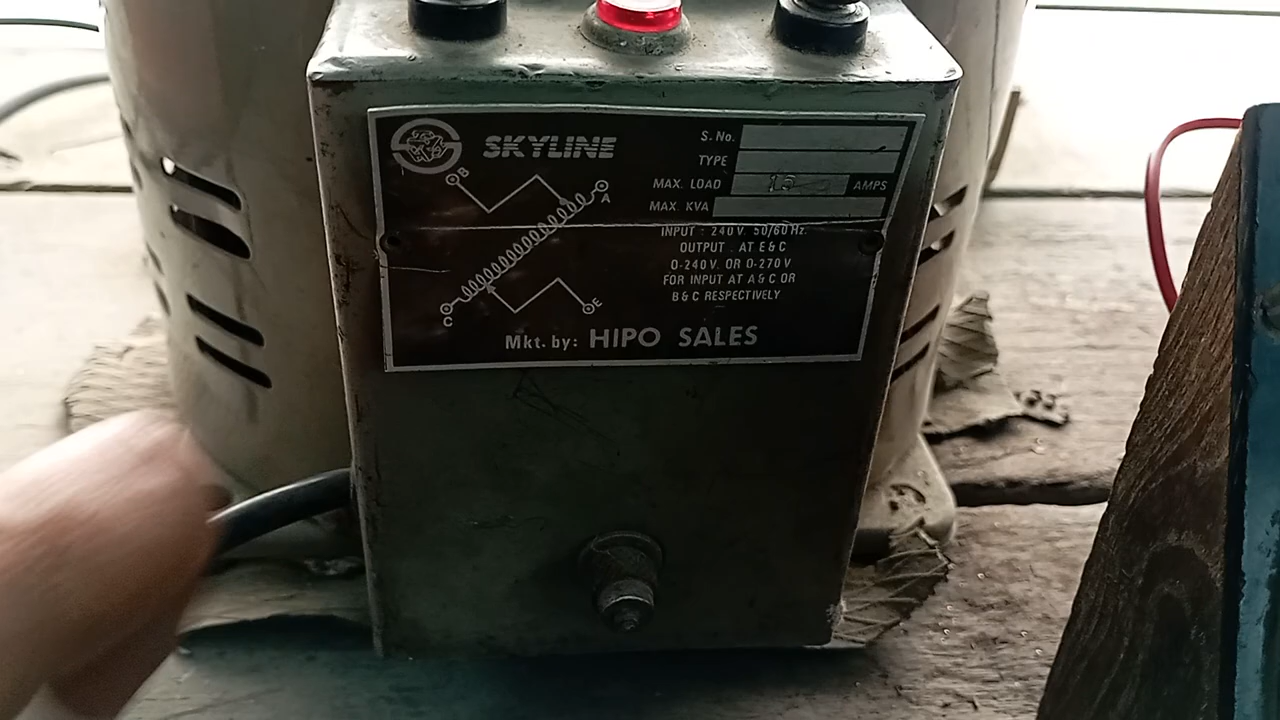 SKYLINE
S. No.
TYPE
MAX. LOAD 15 AMPS
MAX. KVA
B
A
C
E
INPUT : 240 V. 50/60 Hz.
OUTPUT : AT E & C
0-240 V. OR 0-270 V
FOR INPUT AT A & C OR
B & C RESPECTIVELY
Mkt. by: HIPO SALES